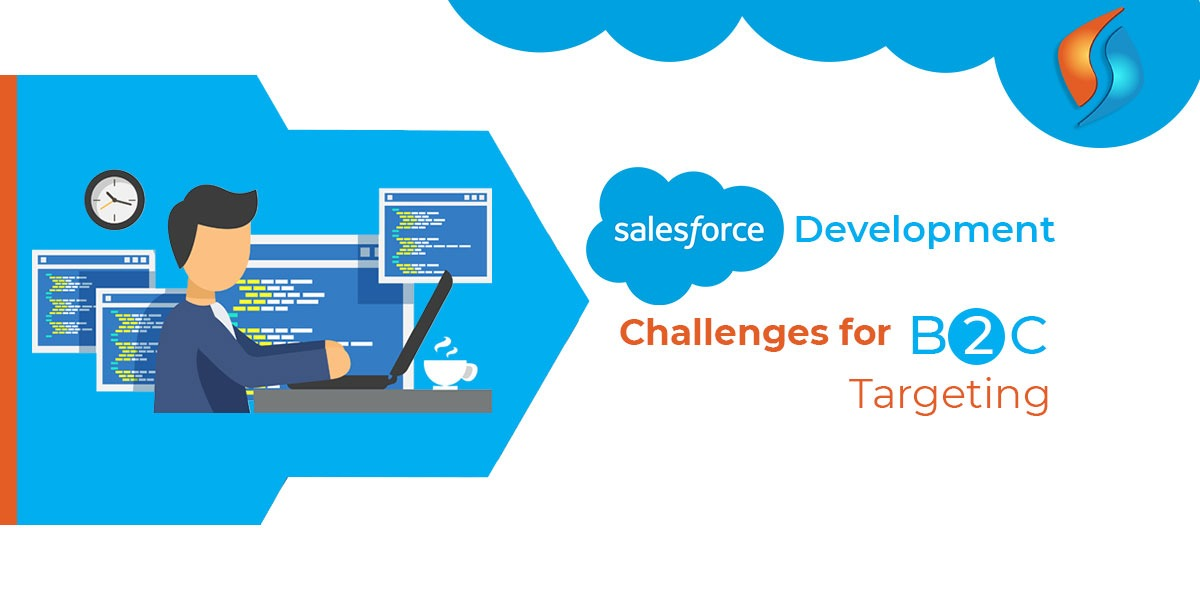 salesforce Development
Challenges for B2C
Targeting